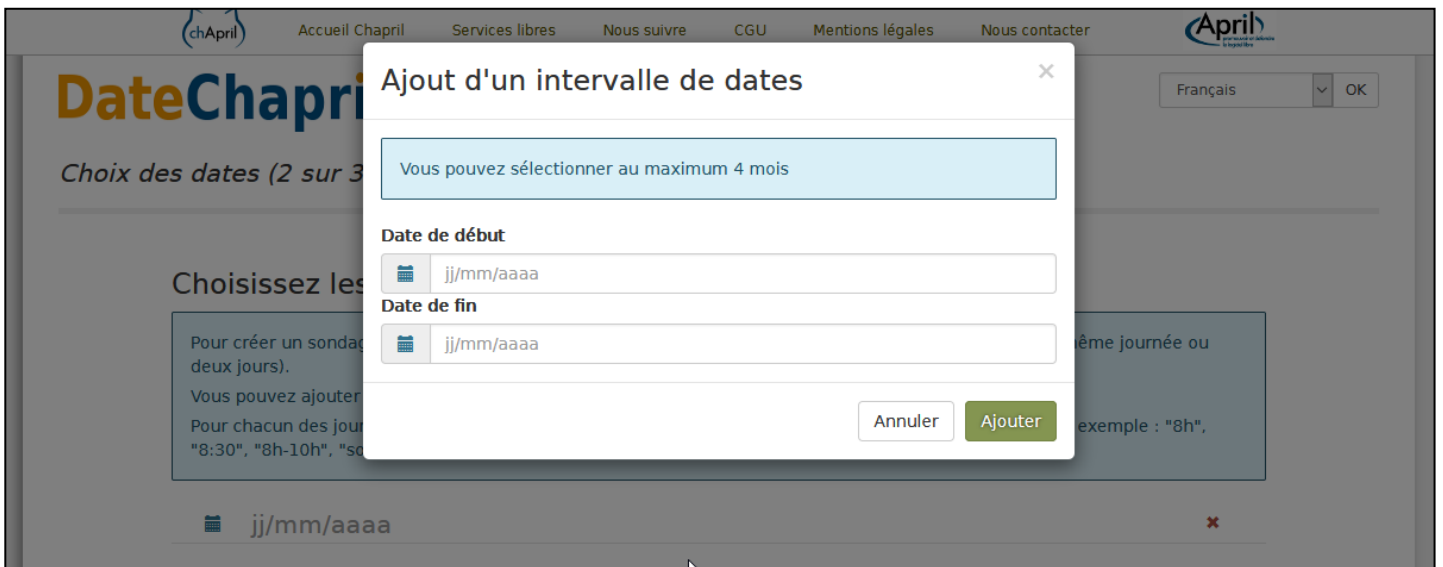 chApril
Accueil Chapril
Services libres
Nous suivre
CGU
Mentions légales
Nous contacter
April
DateChapri
Français
OK
Choix des dates (2 sur 3
Ajout d'un intervalle de dates
×
Vous pouvez sélectionner au maximum 4 mois
Date de début
jj/mm/aaaa
Date de fin
jj/mm/aaaa
Annuler
Ajouter
Choisissez les
Pour créer un sondag
ême journée ou
deux jours).
Vous pouvez ajouter
Pour chacun des jour
exemple : "8h",
"8:30", "8h-10h", "so
jj/mm/aaaa